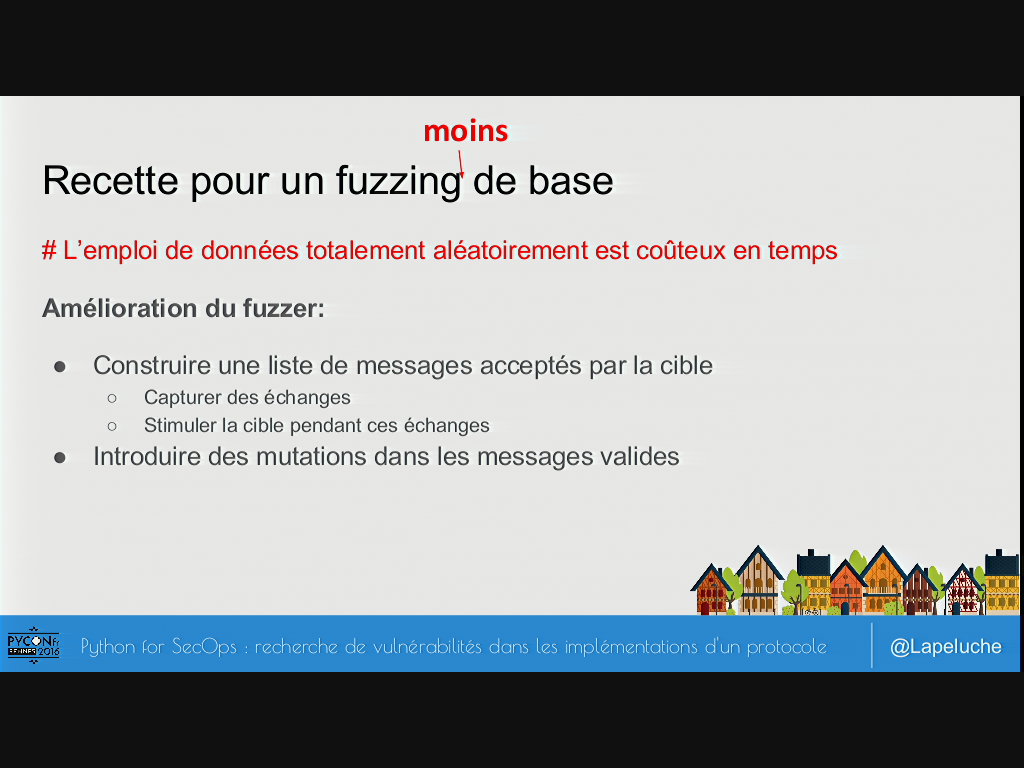 moins
Recette pour un fuzzing de base
# L’emploi de données totalement aléatoirement est coûteux en temps
Amélioration du fuzzer:
● Construire une liste de messages acceptés par la cible
○ Capturer des échanges
○ Stimuler la cible pendant ces échanges
● Introduire des mutations dans les messages valides
PYCON.fr
RENNES 2016
Python for SecOps : recherche de vulnérabilités dans les implémentations d'un protocole
@Lapeluche